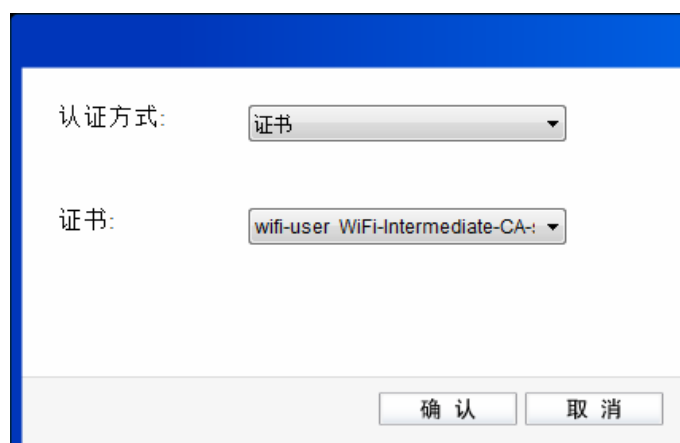 认证方式:
证书
证书:
wifi-user WiFi-Intermediate-CA-
确 认
取 消